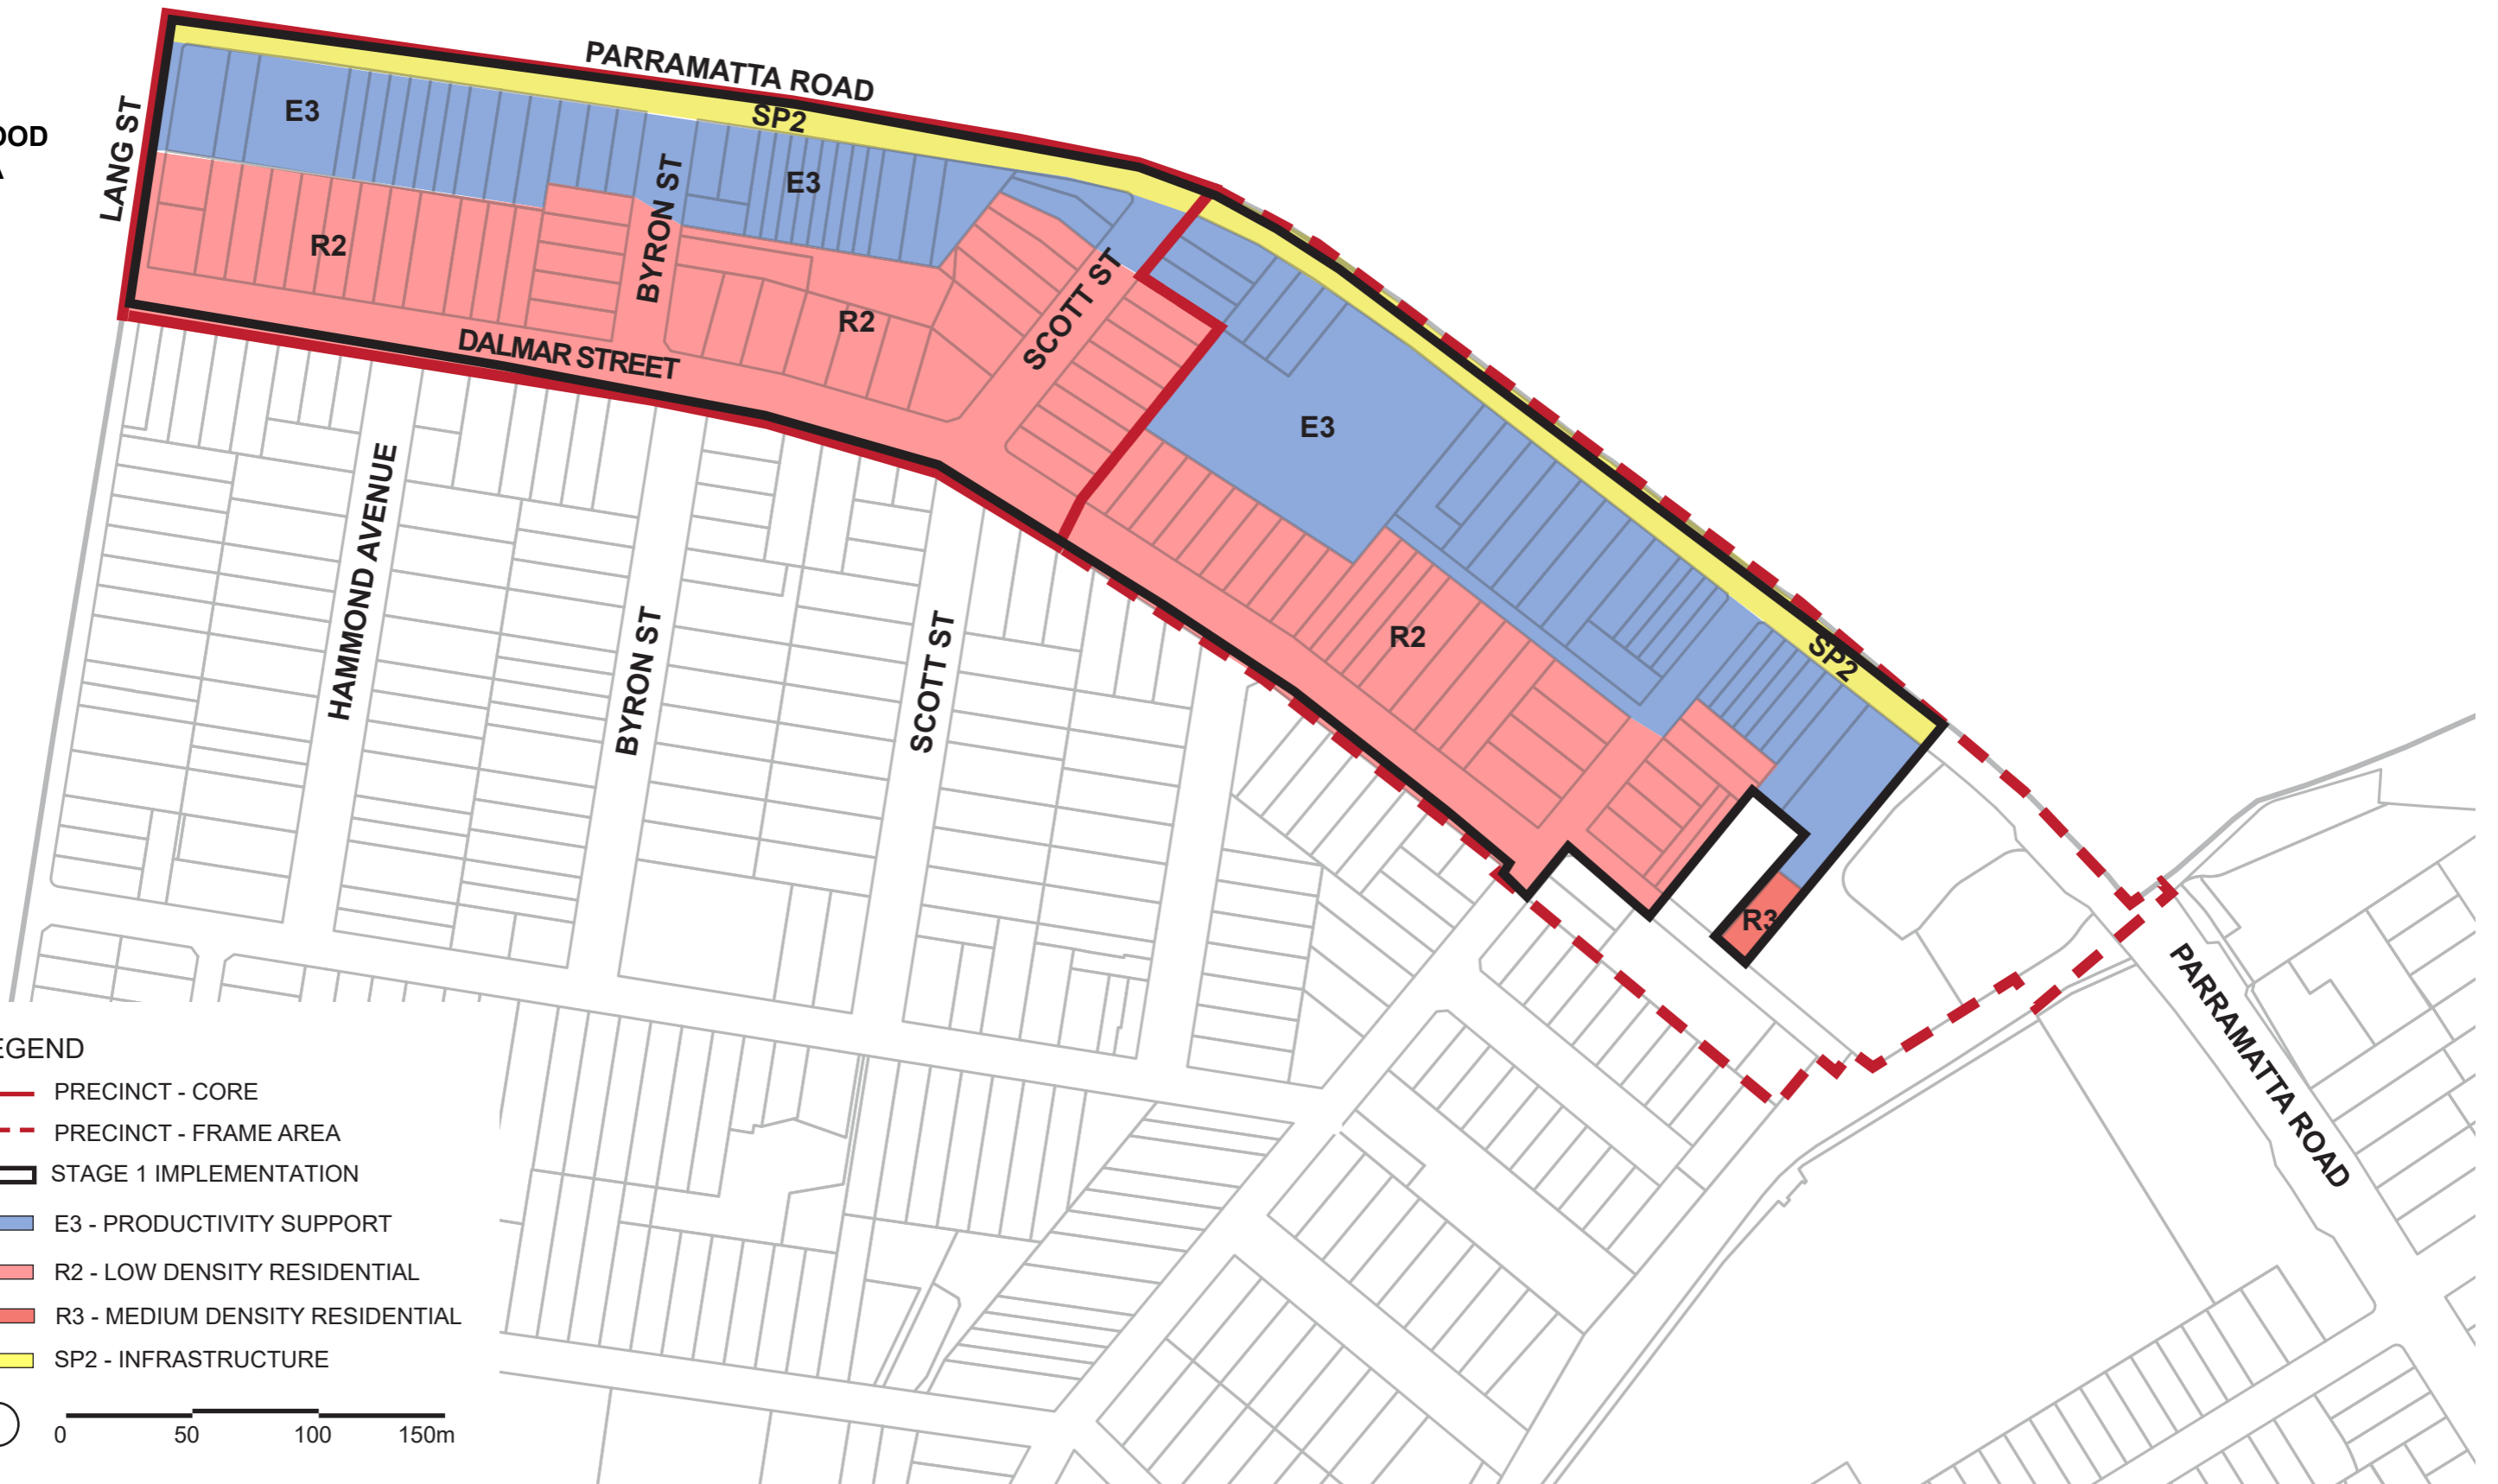 PARRAMATTA ROAD
SP2
E3
LANG ST
OOD
A
E3
BYRON ST
R2
R2
SCOTT ST
DALMAR STREET
E3
HAMMOND AVENUE
BYRON ST
SCOTT ST
R2
SP2
R3
PARRAMATTA ROAD
EGEND
PRECINCT - CORE
PRECINCT - FRAME AREA
STAGE 1 IMPLEMENTATION
E3 - PRODUCTIVITY SUPPORT
R2 - LOW DENSITY RESIDENTIAL
R3 - MEDIUM DENSITY RESIDENTIAL
SP2 - INFRASTRUCTURE
0 50 100 150m